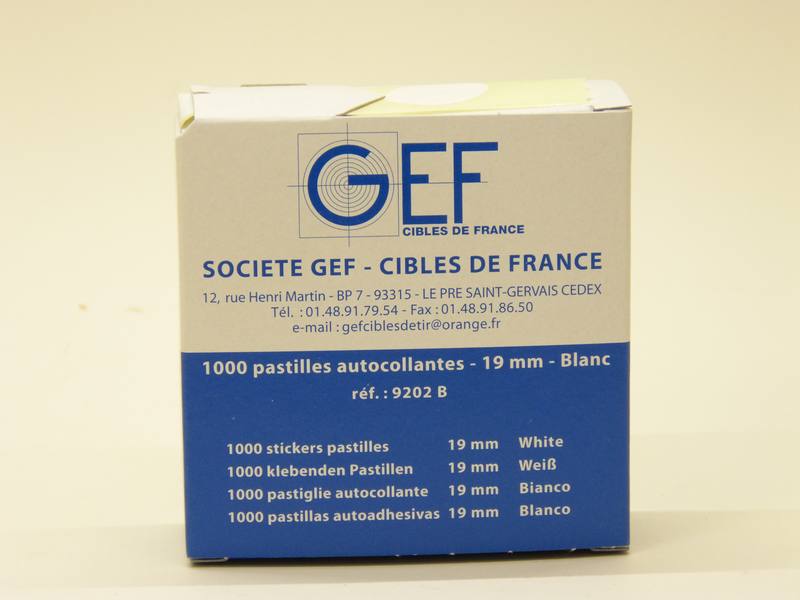 GEF
CIBLES DE FRANCE
SOCIETE GEF - CIBLES DE FRANCE
12, rue Henri Martin - BP 7 - 93315 - LE PRE SAINT-GERVAIS CEDEX
Tél. : 01.48.91.79.54 - Fax : 01.48.91.86.50
e-mail : gefciblesdetir@orange.fr
1000 pastilles autocollantes - 19 mm - Blanc
réf. : 9202 B
1000 stickers pastilles 19 mm White
1000 klebenden Pastillen 19 mm Weiß
1000 pastiglie autocollante 19 mm Bianco
1000 pastillas autoadhesivas 19 mm Blanco